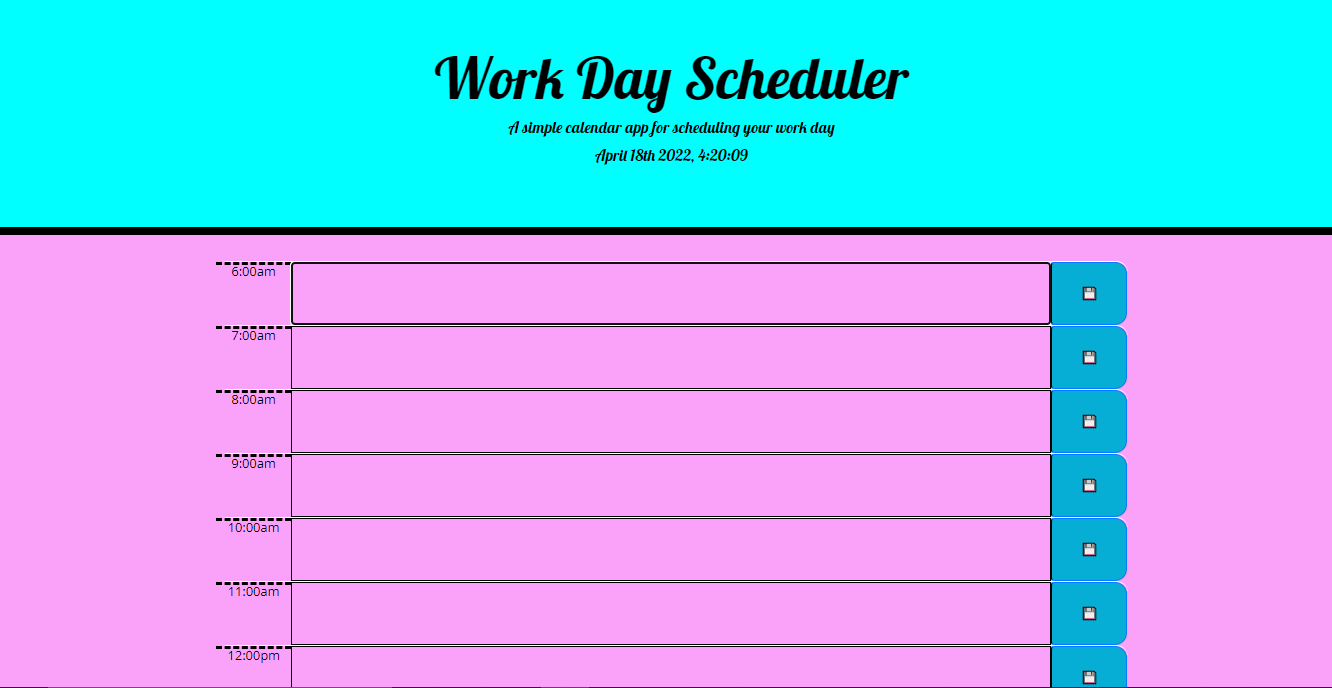 Work Day Scheduler
A simple calendar app for scheduling your work day
April 18th 2022, 4:20:09
6:00am
7:00am
8:00am
9:00am
10:00am
11:00am
12:00pm